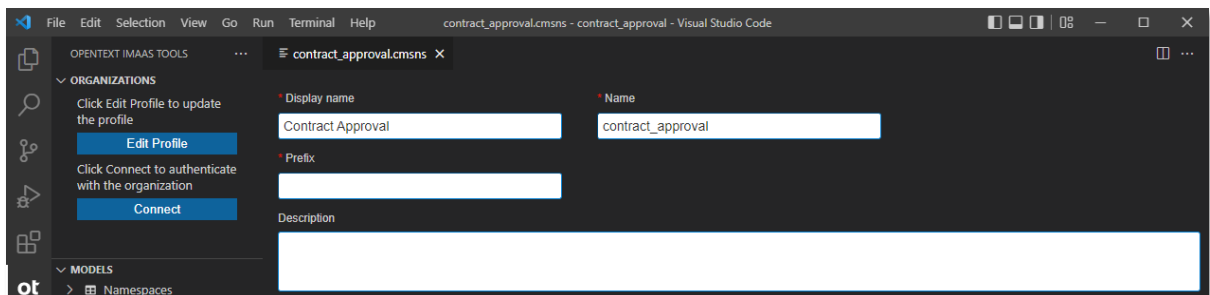 File Edit Selection View Go Run Terminal Help contract_approval.cmsns - contract_approval - Visual Studio Code
OPENTEXT IMAAS TOOLS ···
contract_approval.cmsns
ORGANIZATIONS
Click Edit Profile to update
the profile
Edit Profile
Click Connect to authenticate
with the organization
Connect
MODELS
Namespaces
ot
* Display name
Contract Approval
* Name
contract_approval
* Prefix
Description